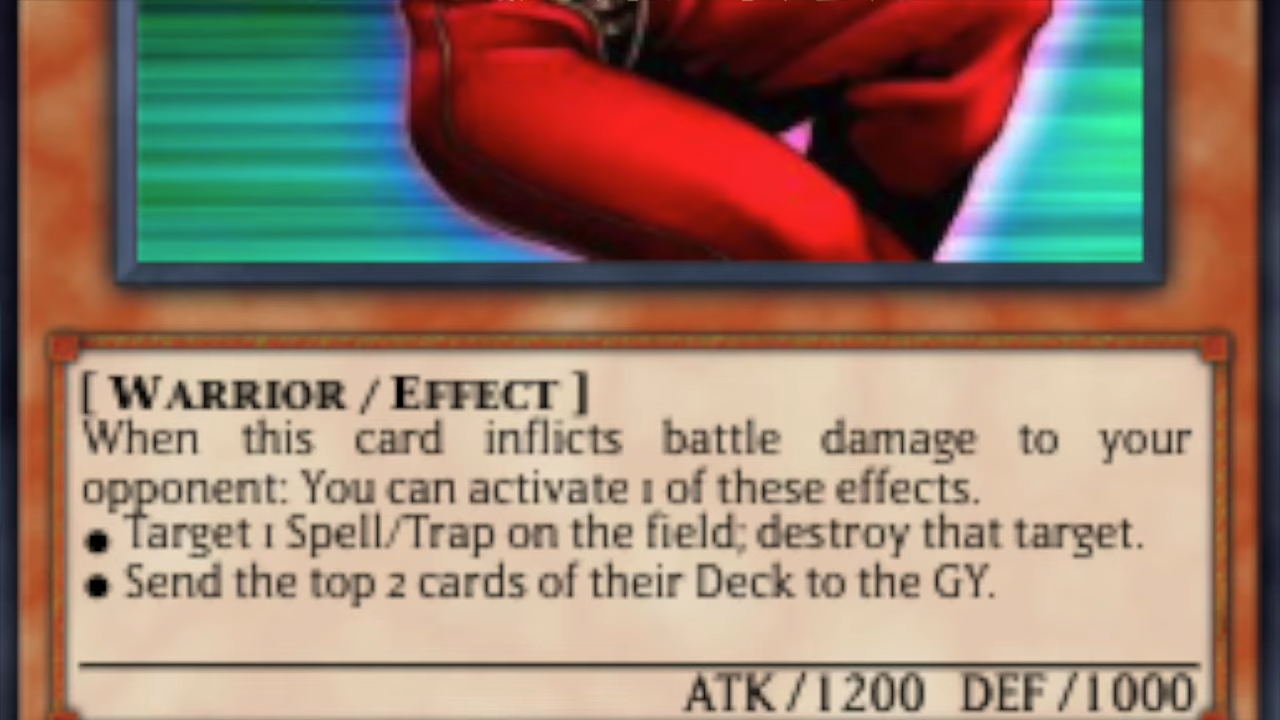 [ WARRIOR / EFFECT ]
When this card inflicts battle damage to your
opponent: You can activate 1 of these effects.
● Target 1 Spell/Trap on the field; destroy that target.
● Send the top 2 cards of their Deck to the GY.
ATK / 1200 DEF / 1000